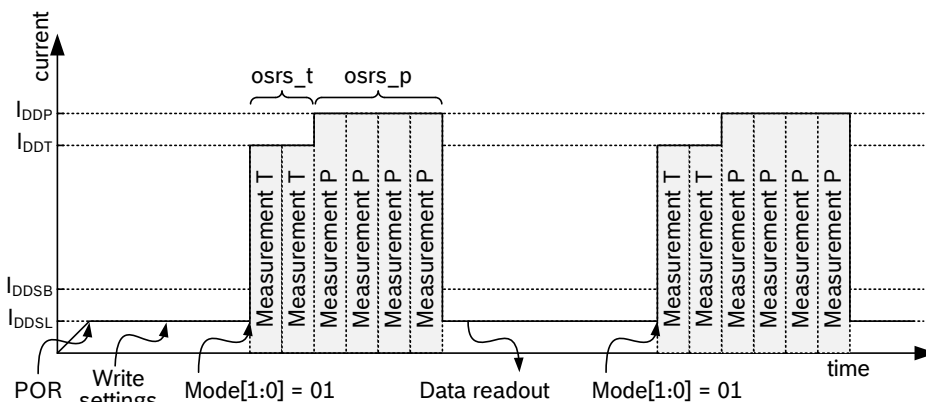 current
osrs_t
osrs_p
IDDP
IDDT
IDDSB
IDDSL
Measurement T
Measurement T
Measurement P
Measurement P
Measurement P
Measurement P
Measurement T
Measurement T
Measurement P
Measurement P
Measurement P
Measurement P
time
POR
Write
settings
Mode[1:0] = 01
Data readout
Mode[1:0] = 01